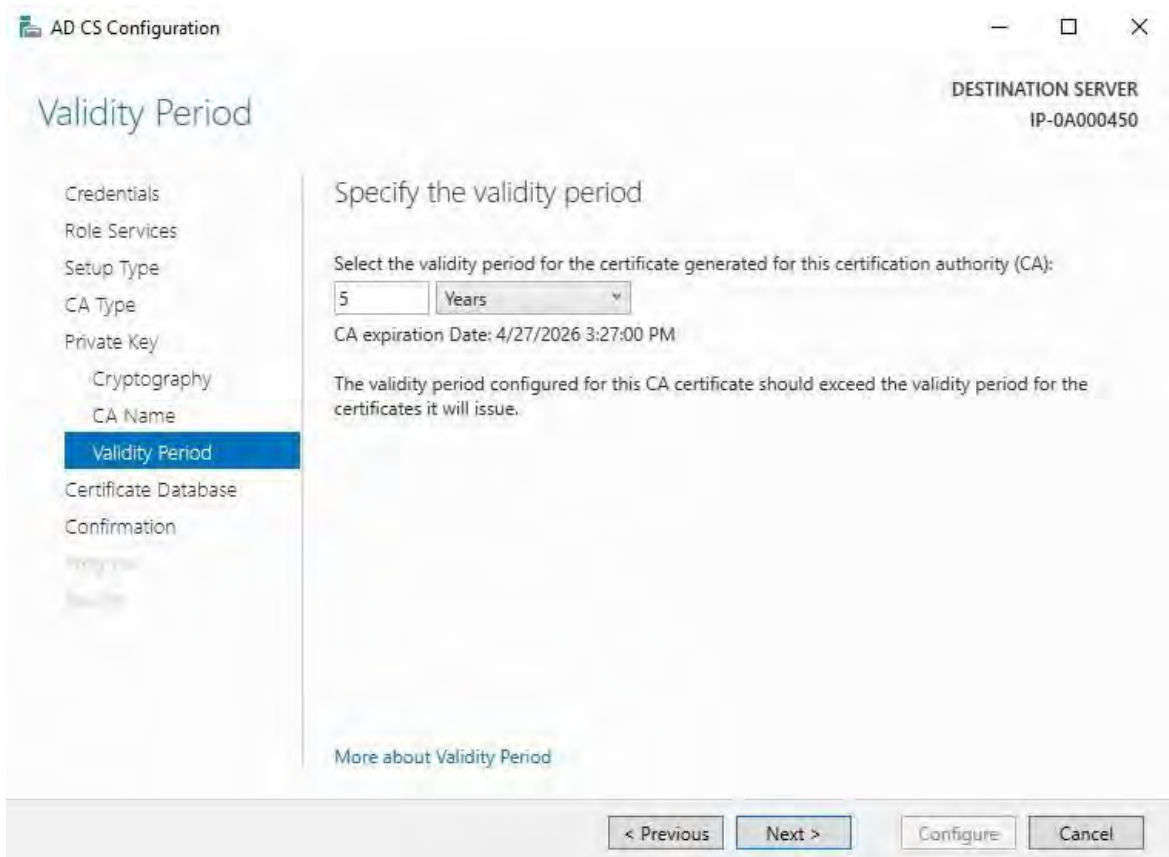 AD CS Configuration
Validity Period
DESTINATION SERVER
IP-0A000450
Credentials
Role Services
Setup Type
CA Type
Private Key
Cryptography
CA Name
Validity Period
Certificate Database
Confirmation
Specify the validity period
Select the validity period for the certificate generated for this certification authority (CA):
5 Years
CA expiration Date: 4/27/2026 3:27:00 PM
The validity period configured for this CA certificate should exceed the validity period for the
certificates it will issue.
More about Validity Period
< Previous Next > Configure Cancel